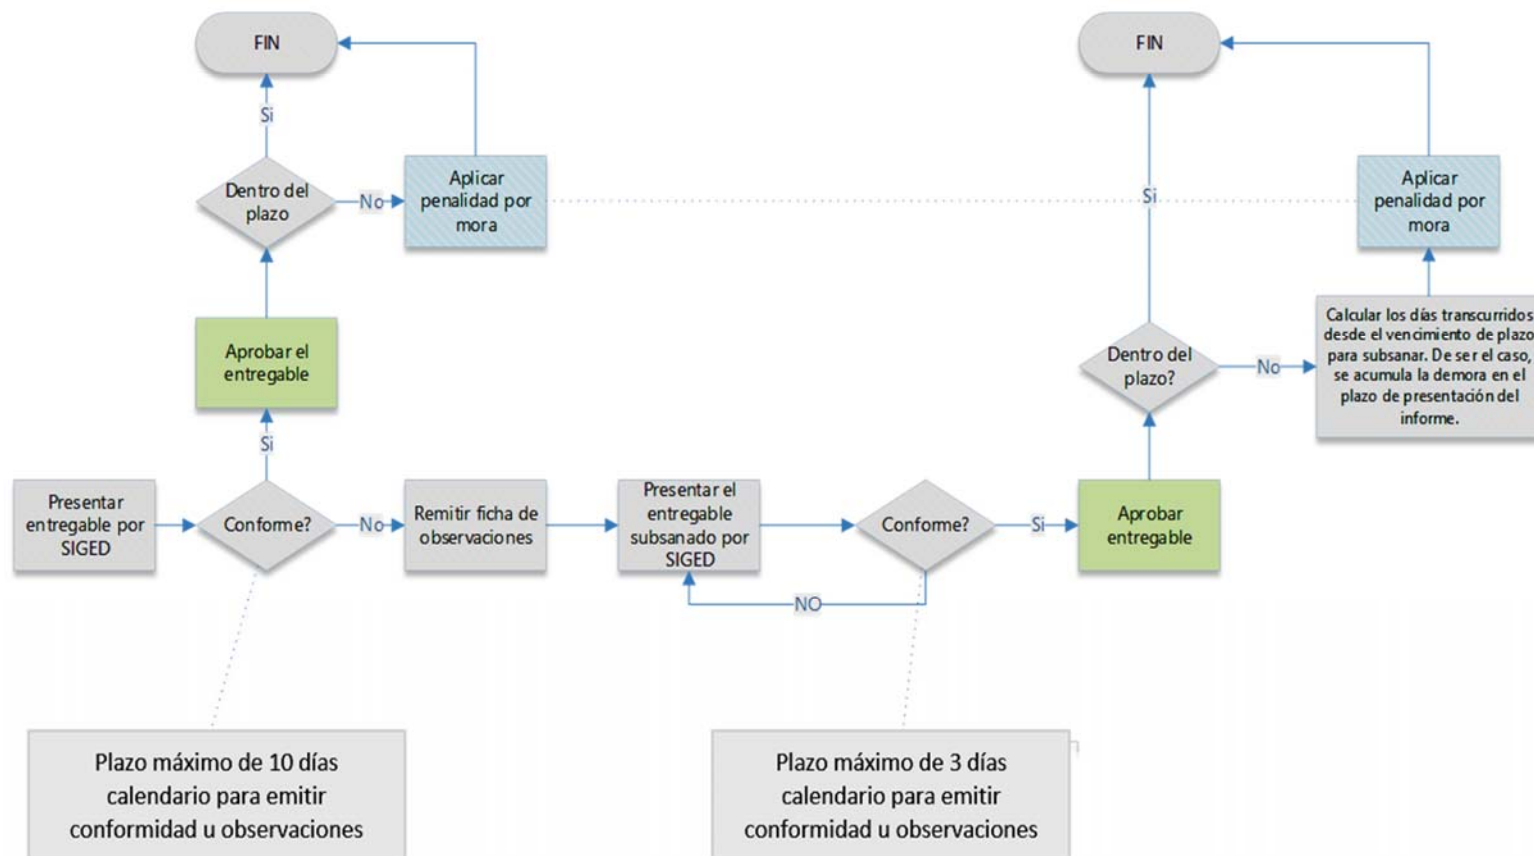 FIN
FIN
Si
Dentro del
plazo
No
Aplicar
penalidad por
mora
Si
Aplicar
penalidad por
mora
Aprobar el
entregable
Dentro del
plazo?
No
Calcular los días transcurridos
desde el vencimiento de plazo
para subsanar. De ser el caso,
se acumula la demora en el
plazo de presentación del
informe.
Si
Presentar
entregable por
SIGED
Conforme?
No
Remitir ficha de
observaciones
Presentar el
entregable
subsanado por
SIGED
Conforme?
Si
Aprobar
entregable
NO
Plazo máximo de 10 días
calendario para emitir
conformidad u observaciones
Plazo máximo de 3 días
calendario para emitir
conformidad u observaciones